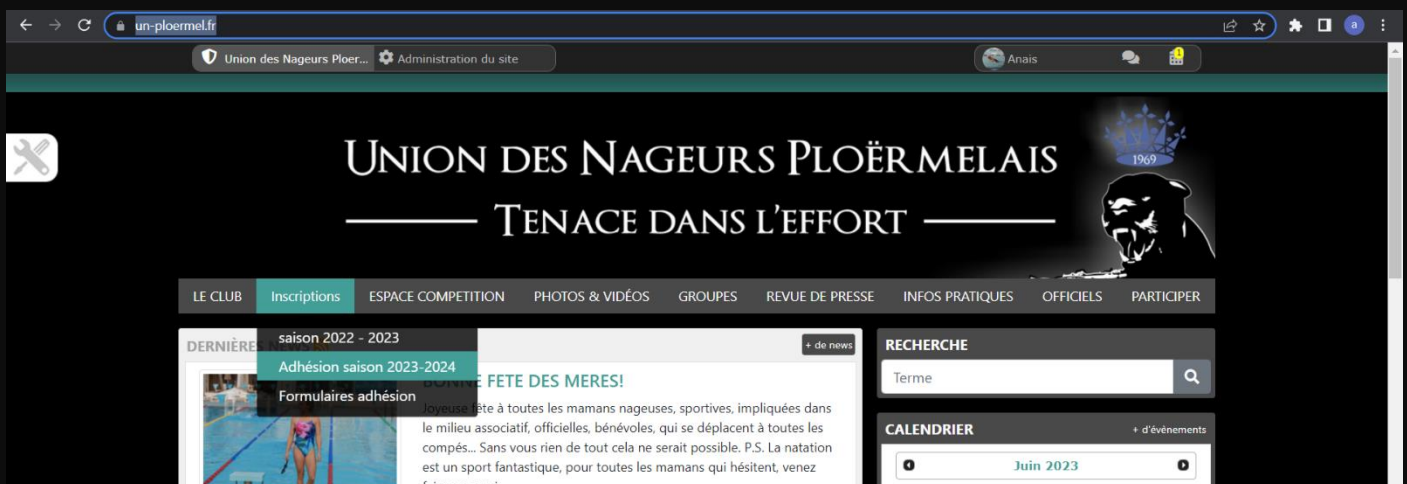 un-ploermel.fr
a
Union des Nageurs Ploer...
Administration du site
Anais
1
UNION DES NAGEURS PLOËRMELAIS
1969
TENACE DANS L'EFFORT
LE CLUB
Inscriptions
ESPACE COMPETITION
PHOTOS & VIDÉOS
GROUPES
REVUE DE PRESSE
INFOS PRATIQUES
OFFICIELS
PARTICIPER
saison 2022 - 2023
Adhésion saison 2023-2024
Formulaires adhésion
DERNIÈRES NEWS
+ de news
BONNE FETE DES MERES!
Joyeuse fête à toutes les mamans nageuses, sportives, impliquées dans
le milieu associatif, officielles, bénévoles, qui se déplacent à toutes les
compés... Sans vous rien de tout cela ne serait possible. P.S. La natation
est un sport fantastique, pour toutes les mamans qui hésitent, venez
RECHERCHE
Terme
CALENDRIER
+ d'évènements
Juin 2023